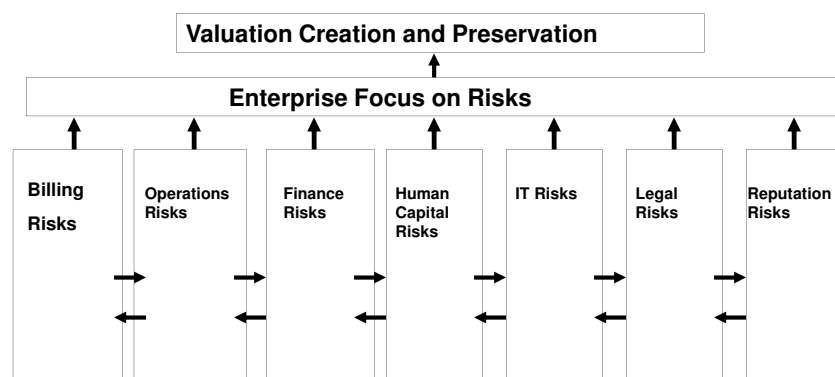 Valuation Creation and Preservation
Enterprise Focus on Risks
Billing
Risks
Operations
Risks
Finance
Risks
Human
Capital
Risks
IT Risks
Legal
Risks
Reputation
Risks